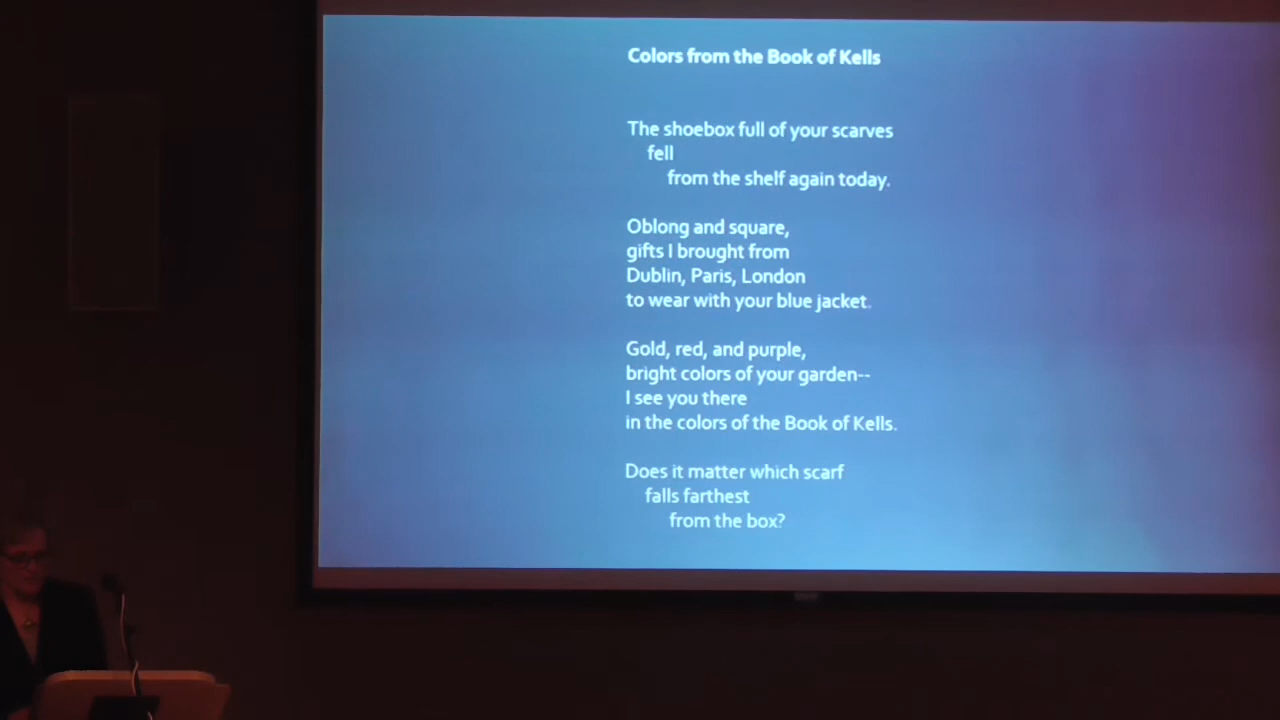 Colors from the Book of Kells
The shoebox full of your scarves
fell
from the shelf again today.
Oblong and square,
gifts I brought from
Dublin, Paris, London
to wear with your blue jacket.
Gold, red, and purple,
bright colors of your garden--
I see you there
in the colors of the Book of Kells.
Does it matter which scarf
falls farthest
from the box?